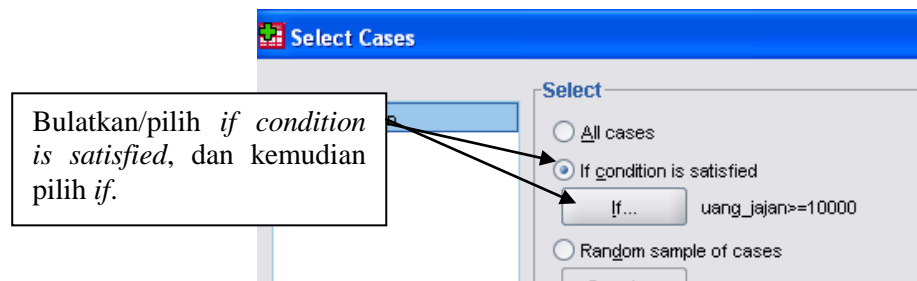 Select Cases
Bulatkan/pilih if condition
is satisfied, dan kemudian
pilih if.
Select
All cases
If condition is satisfied
If... uang_jajan>=10000
Random sample of cases